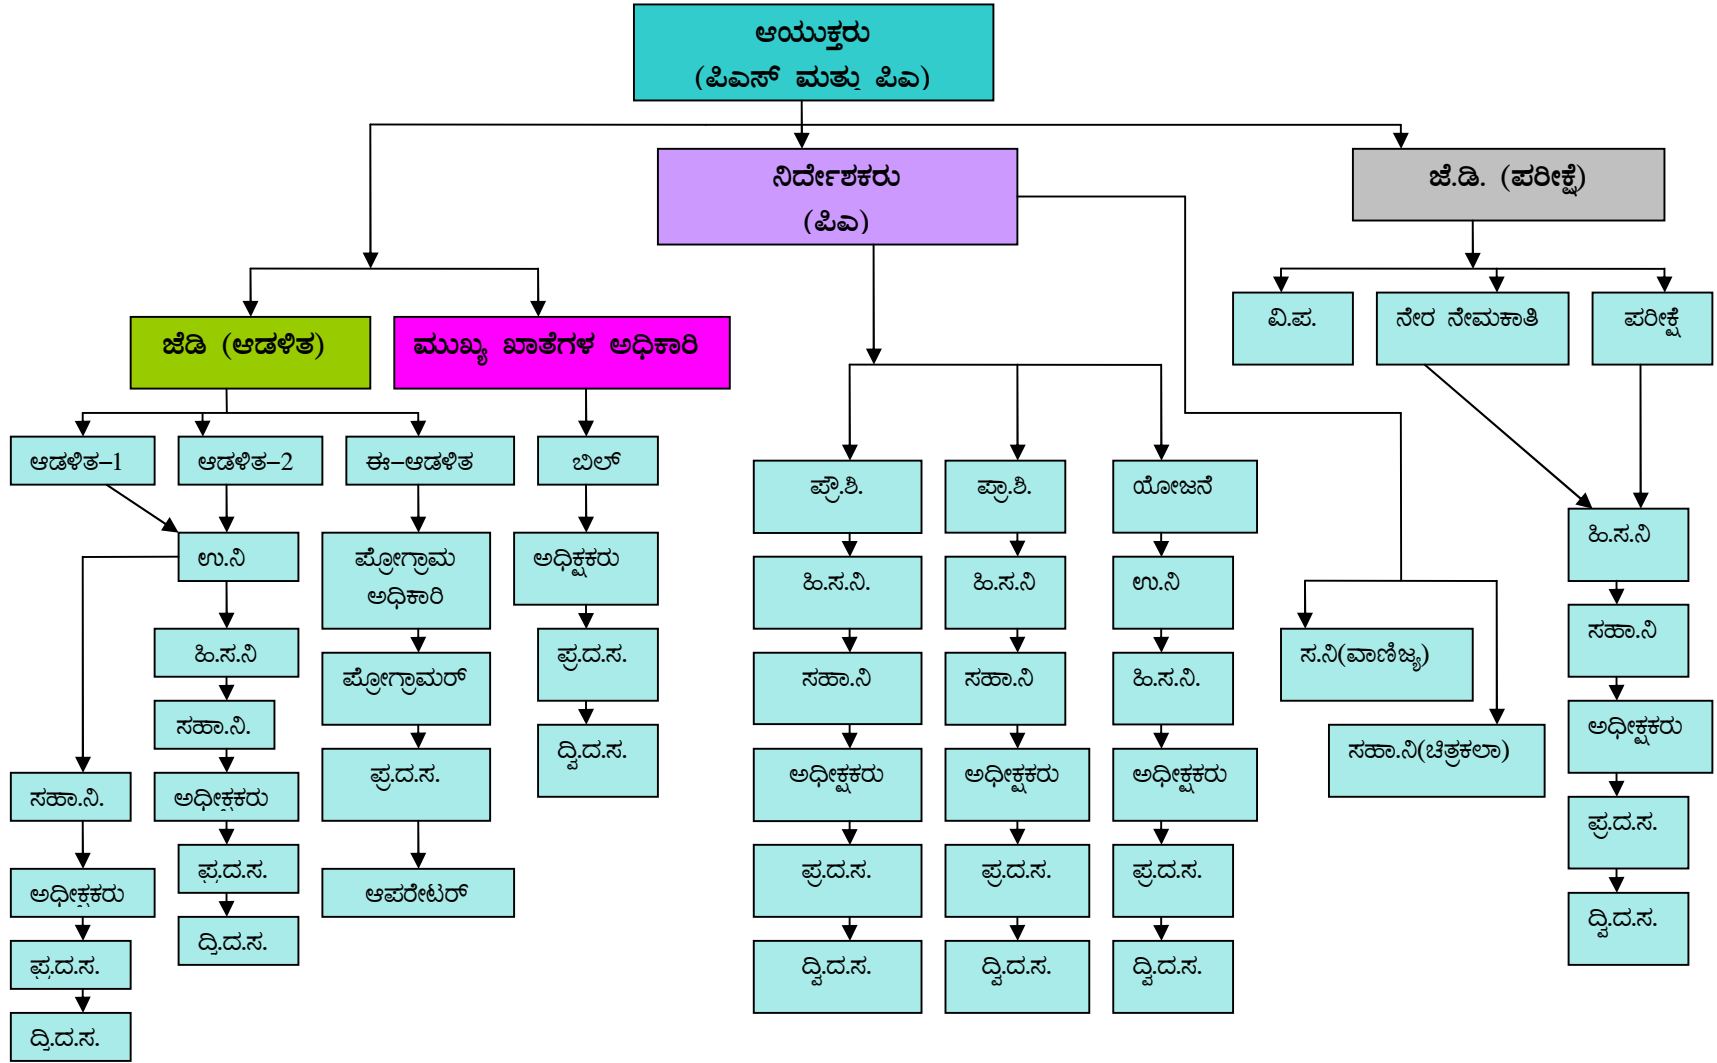 ಆಯುಕ್ತರು
(ಪಿಎಸ್ ಮತ್ತು ಪಿಎ)
ನಿರ್ದೇಶಕರು
(ಪಿಎ)
ಜೆ.ಡಿ. (ಪರೀಕ್ಷೆ)
ವಿ.ಪ.
ನೇರ ನೇಮಕಾತಿ
ಪರೀಕ್ಷೆ
ಜೆಡಿ (ಆಡಳಿತ)
ಮುಖ್ಯ ಖಾತೆಗಳ ಅಧಿಕಾರಿ
ಆಡಳಿತ-1
ಆಡಳಿತ-2
ಈ-ಆಡಳಿತ
ಬಿಲ್
ಪ್ರೌ.ಶಿ.
ಪ್ರಾ.ಶಿ.
ಯೋಜನೆ
ಉ.ನಿ
ಪ್ರೋಗ್ರಾಮ
ಅಧಿಕಾರಿ
ಅಧಿಕ್ಷಕರು
ಹಿ.ಸ.ನಿ.
ಹಿ.ಸ.ನಿ
ಉ.ನಿ
ಹಿ.ಸ.ನಿ
ಹಿ.ಸ.ನಿ
ಪ್ರೋಗ್ರಾಮರ್
ಪ್ರ.ದ.ಸ.
ಸಹಾ.ನಿ
ಸಹಾ.ನಿ
ಹಿ.ಸ.ನಿ.
ಸ.ನಿ(ವಾಣಿಜ್ಯ)
ಸಹಾ.ನಿ
ಸಹಾ.ನಿ.
ಪ್ರ.ದ.ಸ.
ದ್ವಿ.ದ.ಸ.
ಅಧೀಕ್ಷಕರು
ಅಧೀಕ್ಷಕರು
ಅಧೀಕ್ಷಕರು
ಸಹಾ.ನಿ(ಚಿತ್ರಕಲಾ)
ಅಧೀಕ್ಷಕರು
ಸಹಾ.ನಿ.
ಅಧೀಕ್ಷಕರು
ಪ್ರ.ದ.ಸ.
ಅಧೀಕ್ಷಕರು
ಪ್ರ.ದ.ಸ.
ಆಪರೇಟರ್
ಪ್ರ.ದ.ಸ.
ಪ್ರ.ದ.ಸ.
ಪ್ರ.ದ.ಸ.
ದ್ವಿ.ದ.ಸ.
ಪ್ರ.ದ.ಸ.
ದ್ವಿ.ದ.ಸ.
ದ್ವಿ.ದ.ಸ.
ದ್ವಿ.ದ.ಸ.
ದ್ವಿ.ದ.ಸ.
ದ್ವಿ.ದ.ಸ.